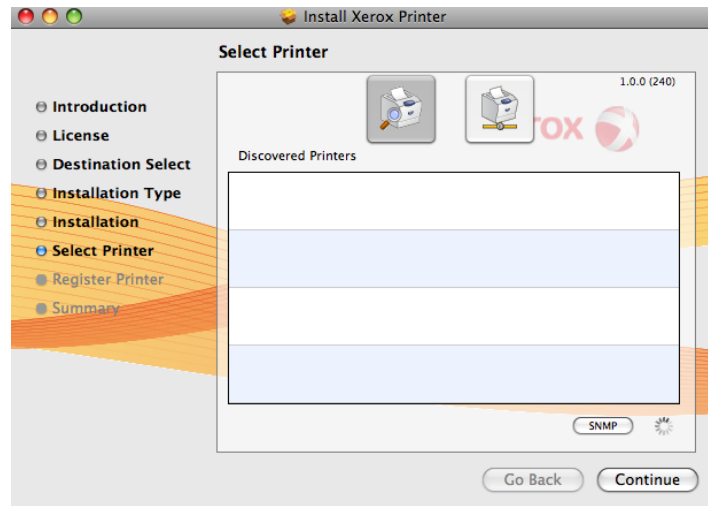 Install Xerox Printer
Select Printer
1.0.0 (240)
Introduction
License
Destination Select
Installation Type
Installation
Select Printer
Register Printer
Summary
ox
Discovered Printers
SNMP
Go Back
Continue